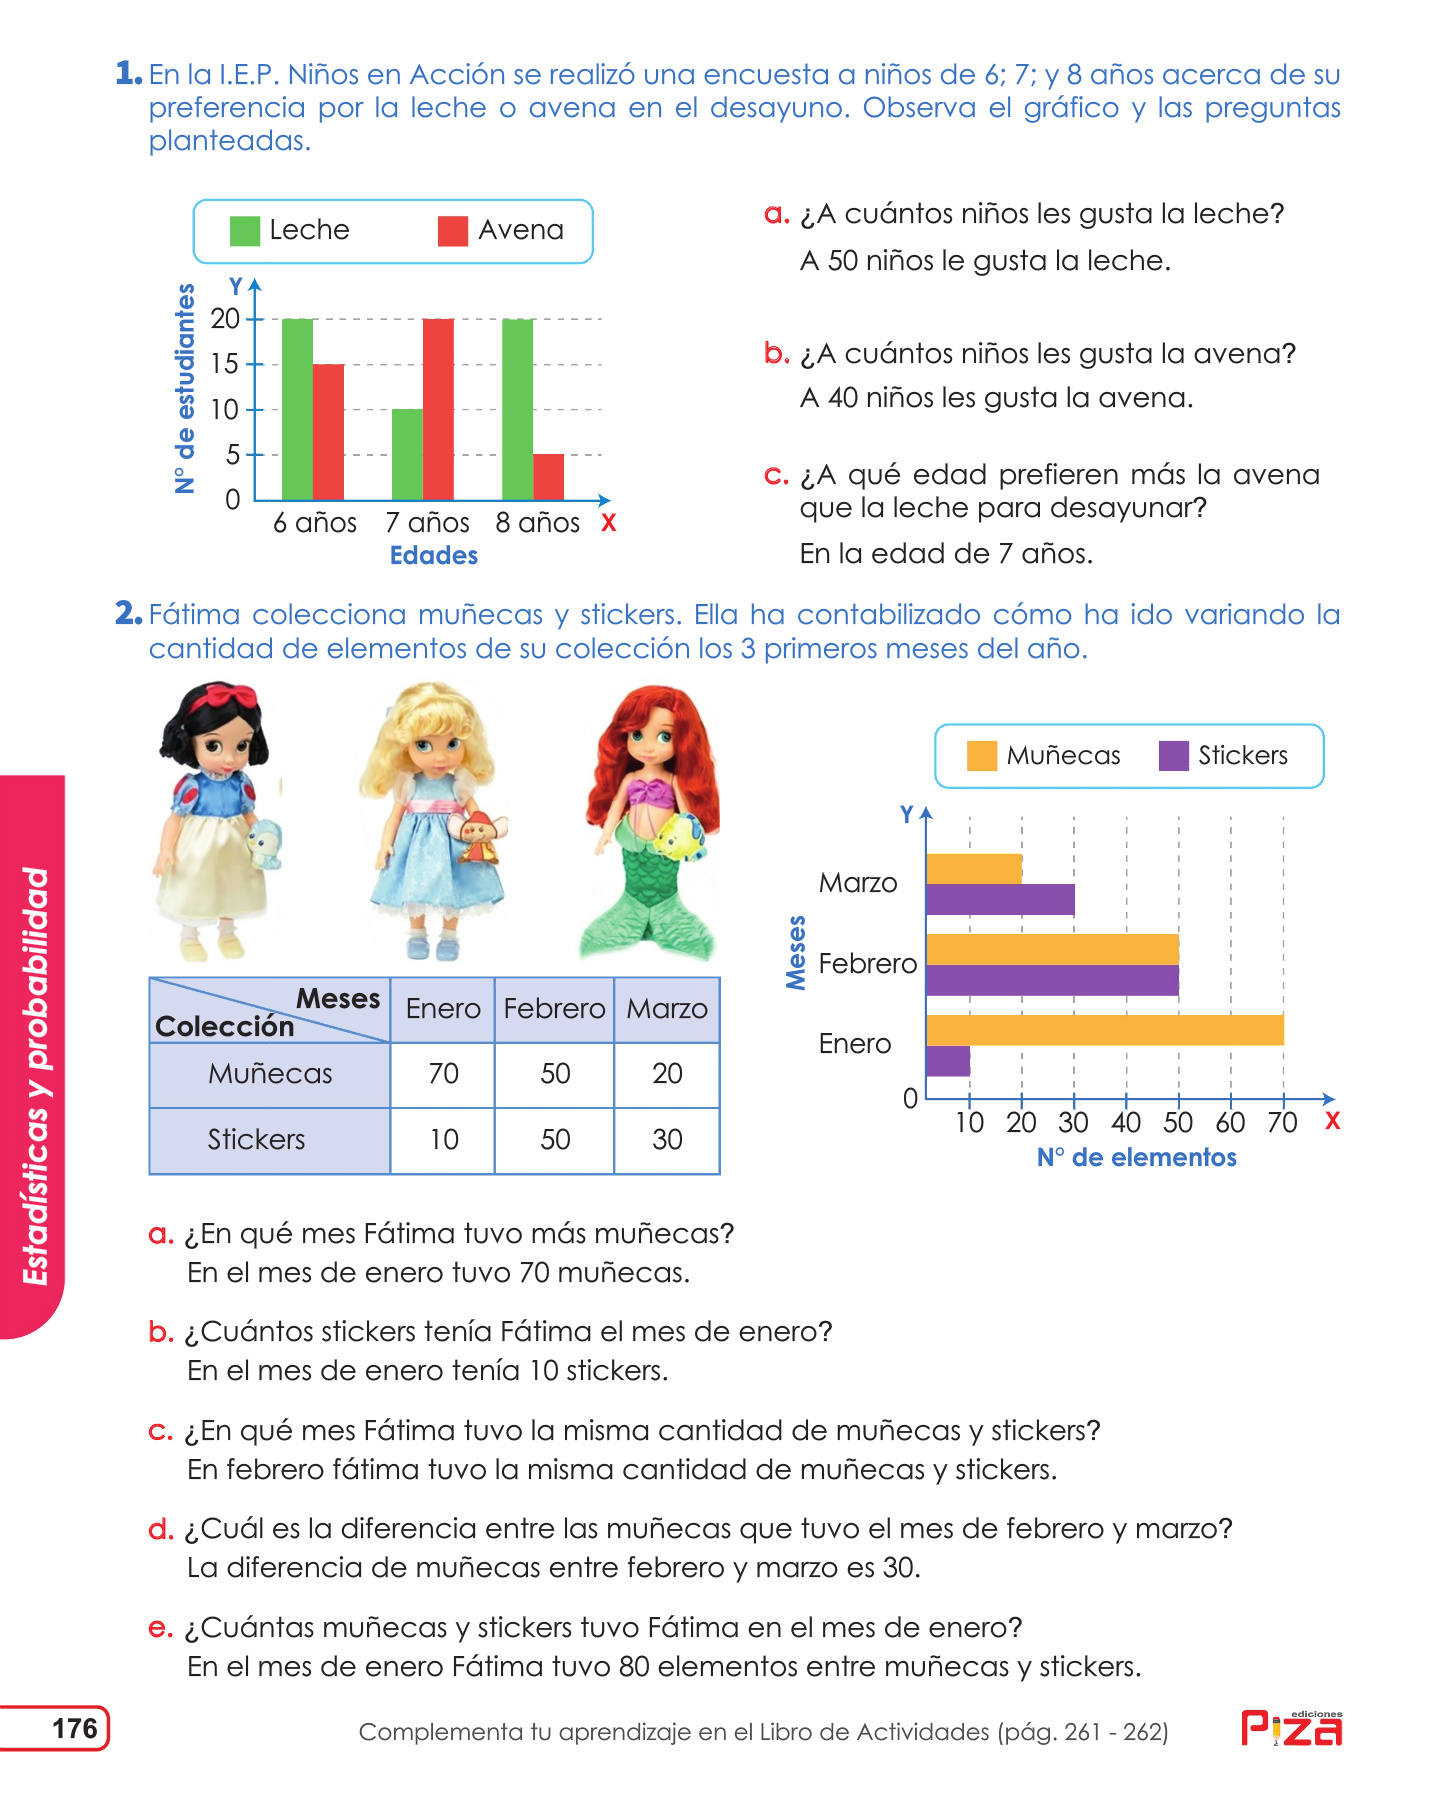 1. En la I.E.P. Niños en Acción se realizó una encuesta a niños de 6; 7; y 8 años acerca de su
preferencia por la leche o avena en el desayuno. Observa el gráfico y las preguntas
planteadas.
Leche Avena
Y
N° de estudiantes
20
15
10
5
0
6 años 7 años 8 años X
Edades
a. ¿A cuántos niños les gusta la leche?
A 50 niños le gusta la leche.
b. ¿A cuántos niños les gusta la avena?
A 40 niños les gusta la avena.
c. ¿A qué edad prefieren más la avena
que la leche para desayunar?
En la edad de 7 años.
2. Fátima colecciona muñecas y stickers. Ella ha contabilizado cómo ha ido variando la
cantidad de elementos de su colección los 3 primeros meses del año.
Meses
Colección
Enero Febrero Marzo
Muñecas 70 50 20
Stickers 10 50 30
Muñecas Stickers
Y
Meses
Marzo
Febrero
Enero
0
10 20 30 40 50 60 70 X
N° de elementos
a. ¿En qué mes Fátima tuvo más muñecas?
En el mes de enero tuvo 70 muñecas.
b. ¿Cuántos stickers tenía Fátima el mes de enero?
En el mes de enero tenía 10 stickers.
c. ¿En qué mes Fátima tuvo la misma cantidad de muñecas y stickers?
En febrero fátima tuvo la misma cantidad de muñecas y stickers.
d. ¿Cuál es la diferencia entre las muñecas que tuvo el mes de febrero y marzo?
La diferencia de muñecas entre febrero y marzo es 30.
e. ¿Cuántas muñecas y stickers tuvo Fátima en el mes de enero?
En el mes de enero Fátima tuvo 80 elementos entre muñecas y stickers.
Estadísticas y probabilidad
176
Complementa tu aprendizaje en el Libro de Actividades (pág. 261 - 262)
ediciones
Piza